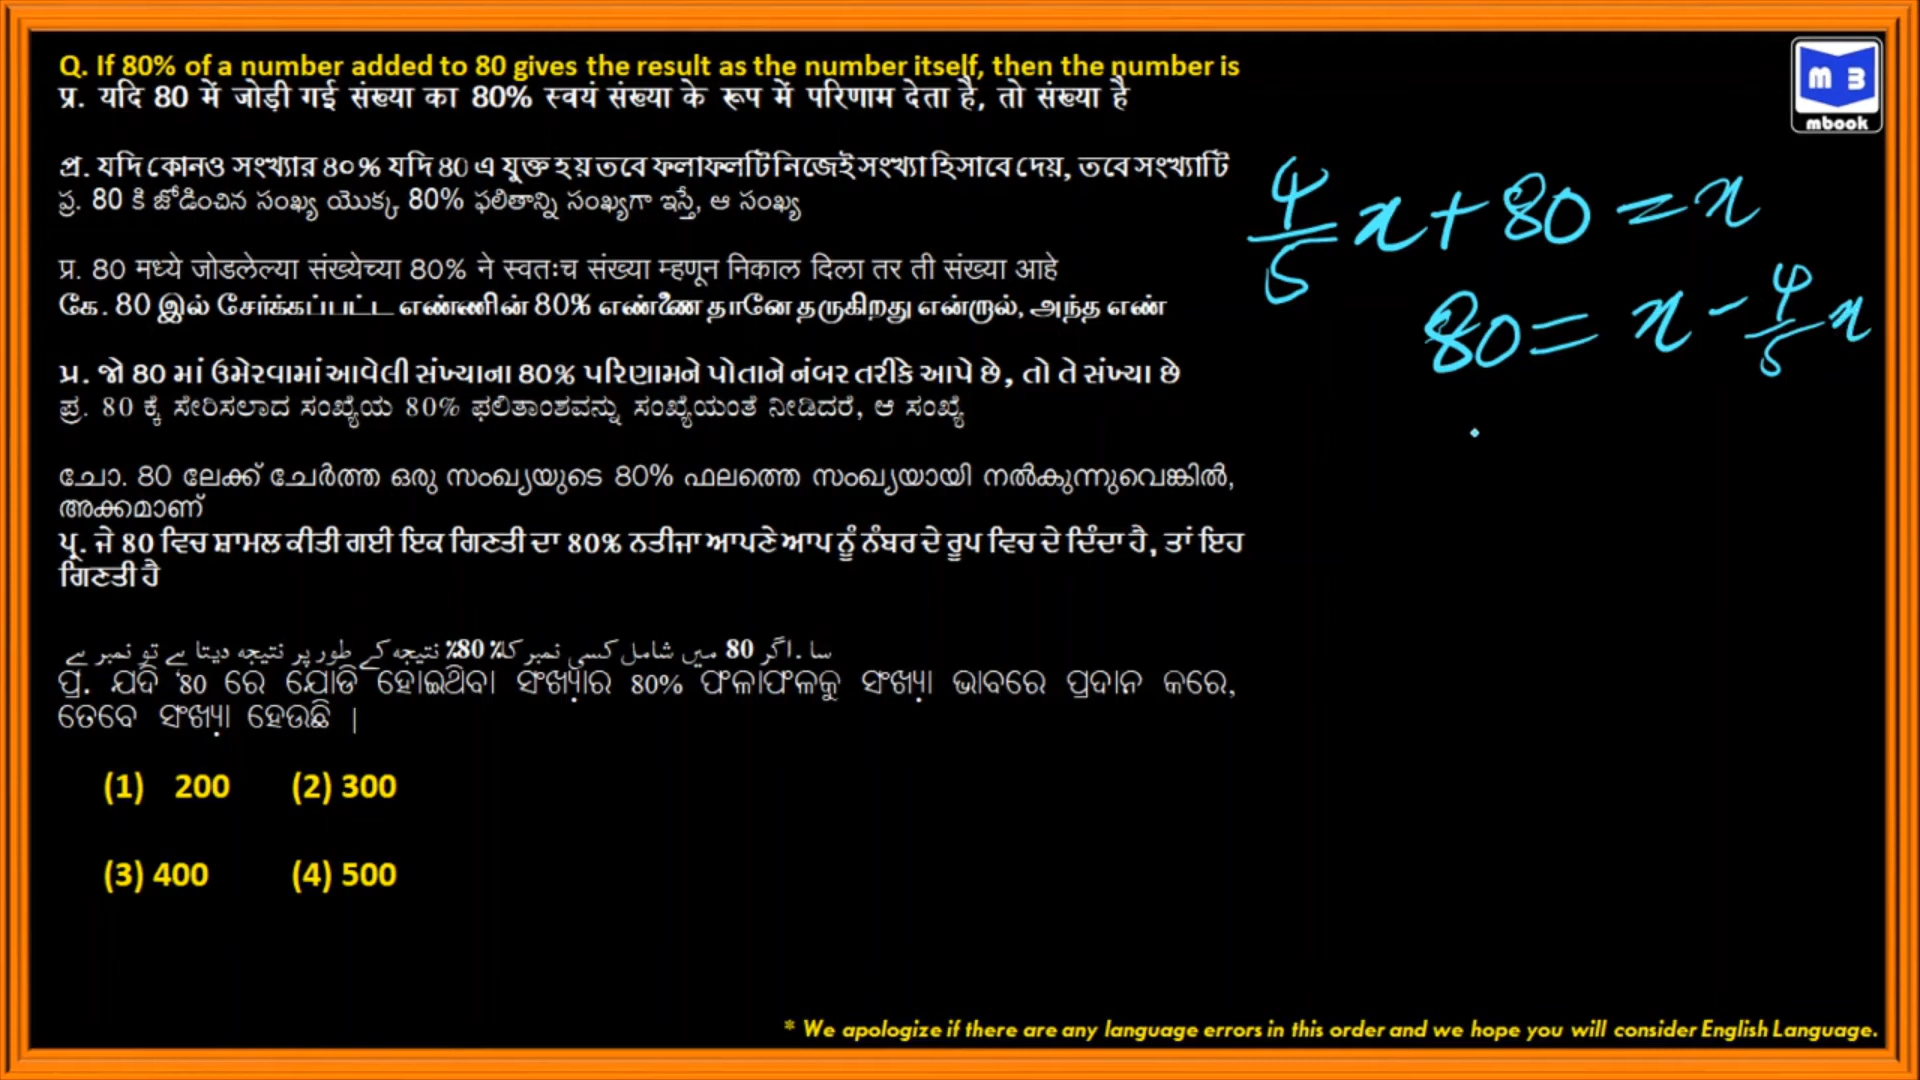 Q. If 80% of a number added to 80 gives the result as the number itself, then the number is
प्र. यदि 80 में जोड़ी गई संख्या का 80% स्वयं संख्या के रूप में परिणाम देता है, तो संख्या है
প্র. যদি কোনও সংখ্যার ৪০% যদি 80 এ যুক্ত হয় তবে ফলাফলটি নিজেই সংখ্যা হিসাবে দেয়, তবে সংখ্যাটি
ప్ర. 80 కి జోడించిన సంఖ్య యొక్క 80% ఫలితాన్ని సంఖ్యగా ఇస్తే, ఆ సంఖ్య
प्र. 80 मध्ये जोडलेल्या संख्येच्या 80% ने स्वतःच संख्या म्हणून निकाल दिला तर ती संख्या आहे
கே. 80 இல் சேர்க்கப்பட்ட எண்ணின் 80% எண்ணை தானே தருகிறது என்றால், அந்த எண்
પ્ર. જો 80 માં ઉમેરવામાં આવેલી સંખ્યાના 80% પરિણામને પોતાને નંબર તરીકે આપે છે, તો તે સંખ્યા છે
ಪ್ರ. 80 ಕ್ಕೆ ಸೇರಿಸಲಾದ ಸಂಖ್ಯೆಯ 80% ಫಲಿತಾಂಶವನ್ನು ಸಂಖ್ಯೆಯಂತೆ ನೀಡಿದರೆ, ಆ ಸಂಖ್ಯೆ
ചോ. 80 ലേക്ക് ചേർത്ത ഒരു സംഖ്യയുടെ 80% ഫലത്തെ സംഖ്യയായി നൽകുന്നുവെങ്കിൽ,
അക്കമാണ്
ਪ੍ਰ. ਜੇ 80 ਵਿਚ ਸ਼ਾਮਲ ਕੀਤੀ ਗਈ ਇਕ ਗਿਣਤੀ ਦਾ 80% ਨਤੀਜਾ ਆਪਣੇ ਆਪ ਨੂੰ ਨੰਬਰ ਦੇ ਰੂਪ ਵਿਚ ਦੇ ਦਿੰਦਾ ਹੈ, ਤਾਂ ਇਹ
ਗਿਣਤੀ ਹੈ
سا. اگر 80 میں شامل کسی نمبر کا٪ 80٪ نتیجہ کے طور پر نتیجہ دیتا ہے تو نمبر ہے
ପ୍ର. ଯଦି 80 ରେ ଯୋଡି ହୋଇଥିବା ସଂଖ୍ୟାର 80% ଫଳାଫଳକୁ ସଂଖ୍ୟା ଭାବରେ ପ୍ରଦାନ କରେ,
ତେବେ ସଂଖ୍ୟା ହେଉଛି |
(1) 200 (2) 300
(3) 400 (4) 500
M 3
mbook
4/5 x + 80 = x
80 = x - 4/5 x
* We apologize if there are any language errors in this order and we hope you will consider English Language.